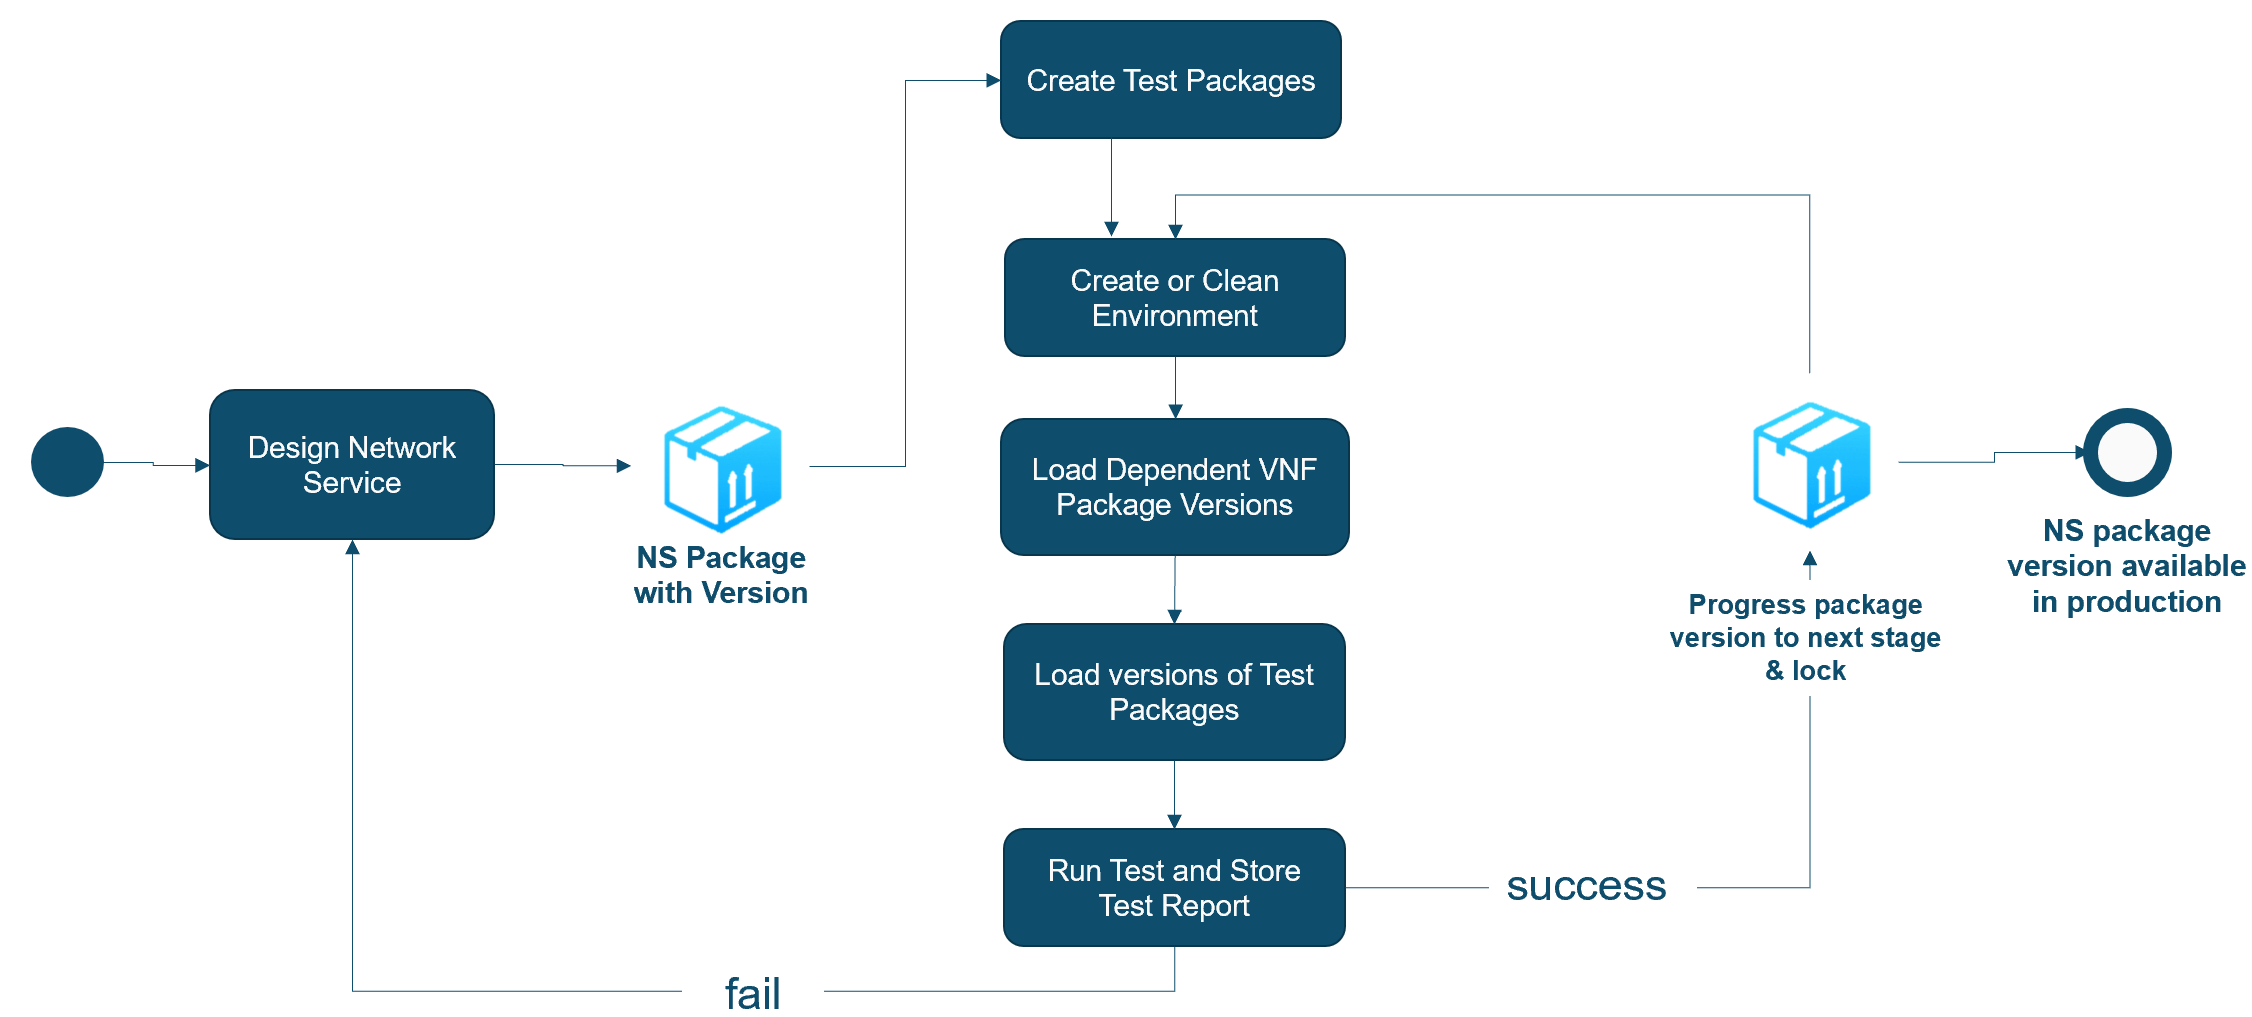 Create Test Packages
Create or Clean
Environment
Design Network
Service
NS Package
with Version
Load Dependent VNF
Package Versions
Load versions of Test
Packages
Run Test and Store
Test Report
success
fail
Progress package
version to next stage
& lock
NS package
version available
in production